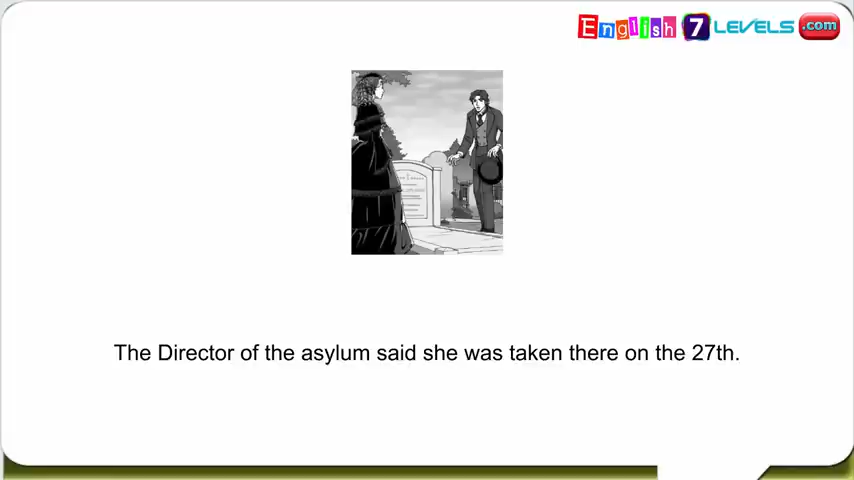 English 7 LEVELS .com
The Director of the asylum said she was taken there on the 27th.